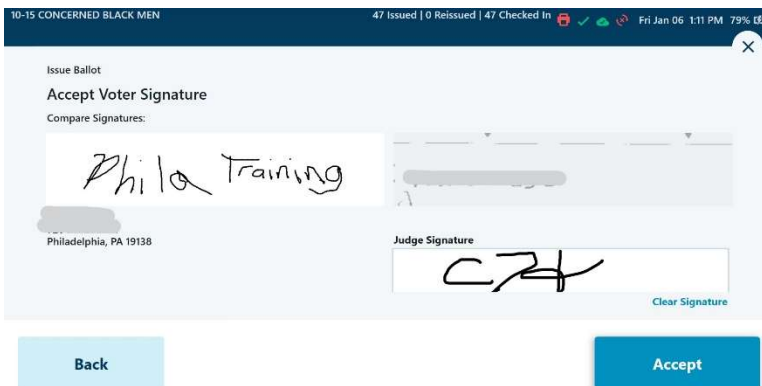 10-15 CONCERNED BLACK MEN 47 Issued | 0 Reissued | 47 Checked In Fri Jan 06 1:11 PM 79%
Issue Ballot
Accept Voter Signature
Compare Signatures:
Phila Training
Philadelphia, PA 19138
Judge Signature
Clear Signature
Back Accept